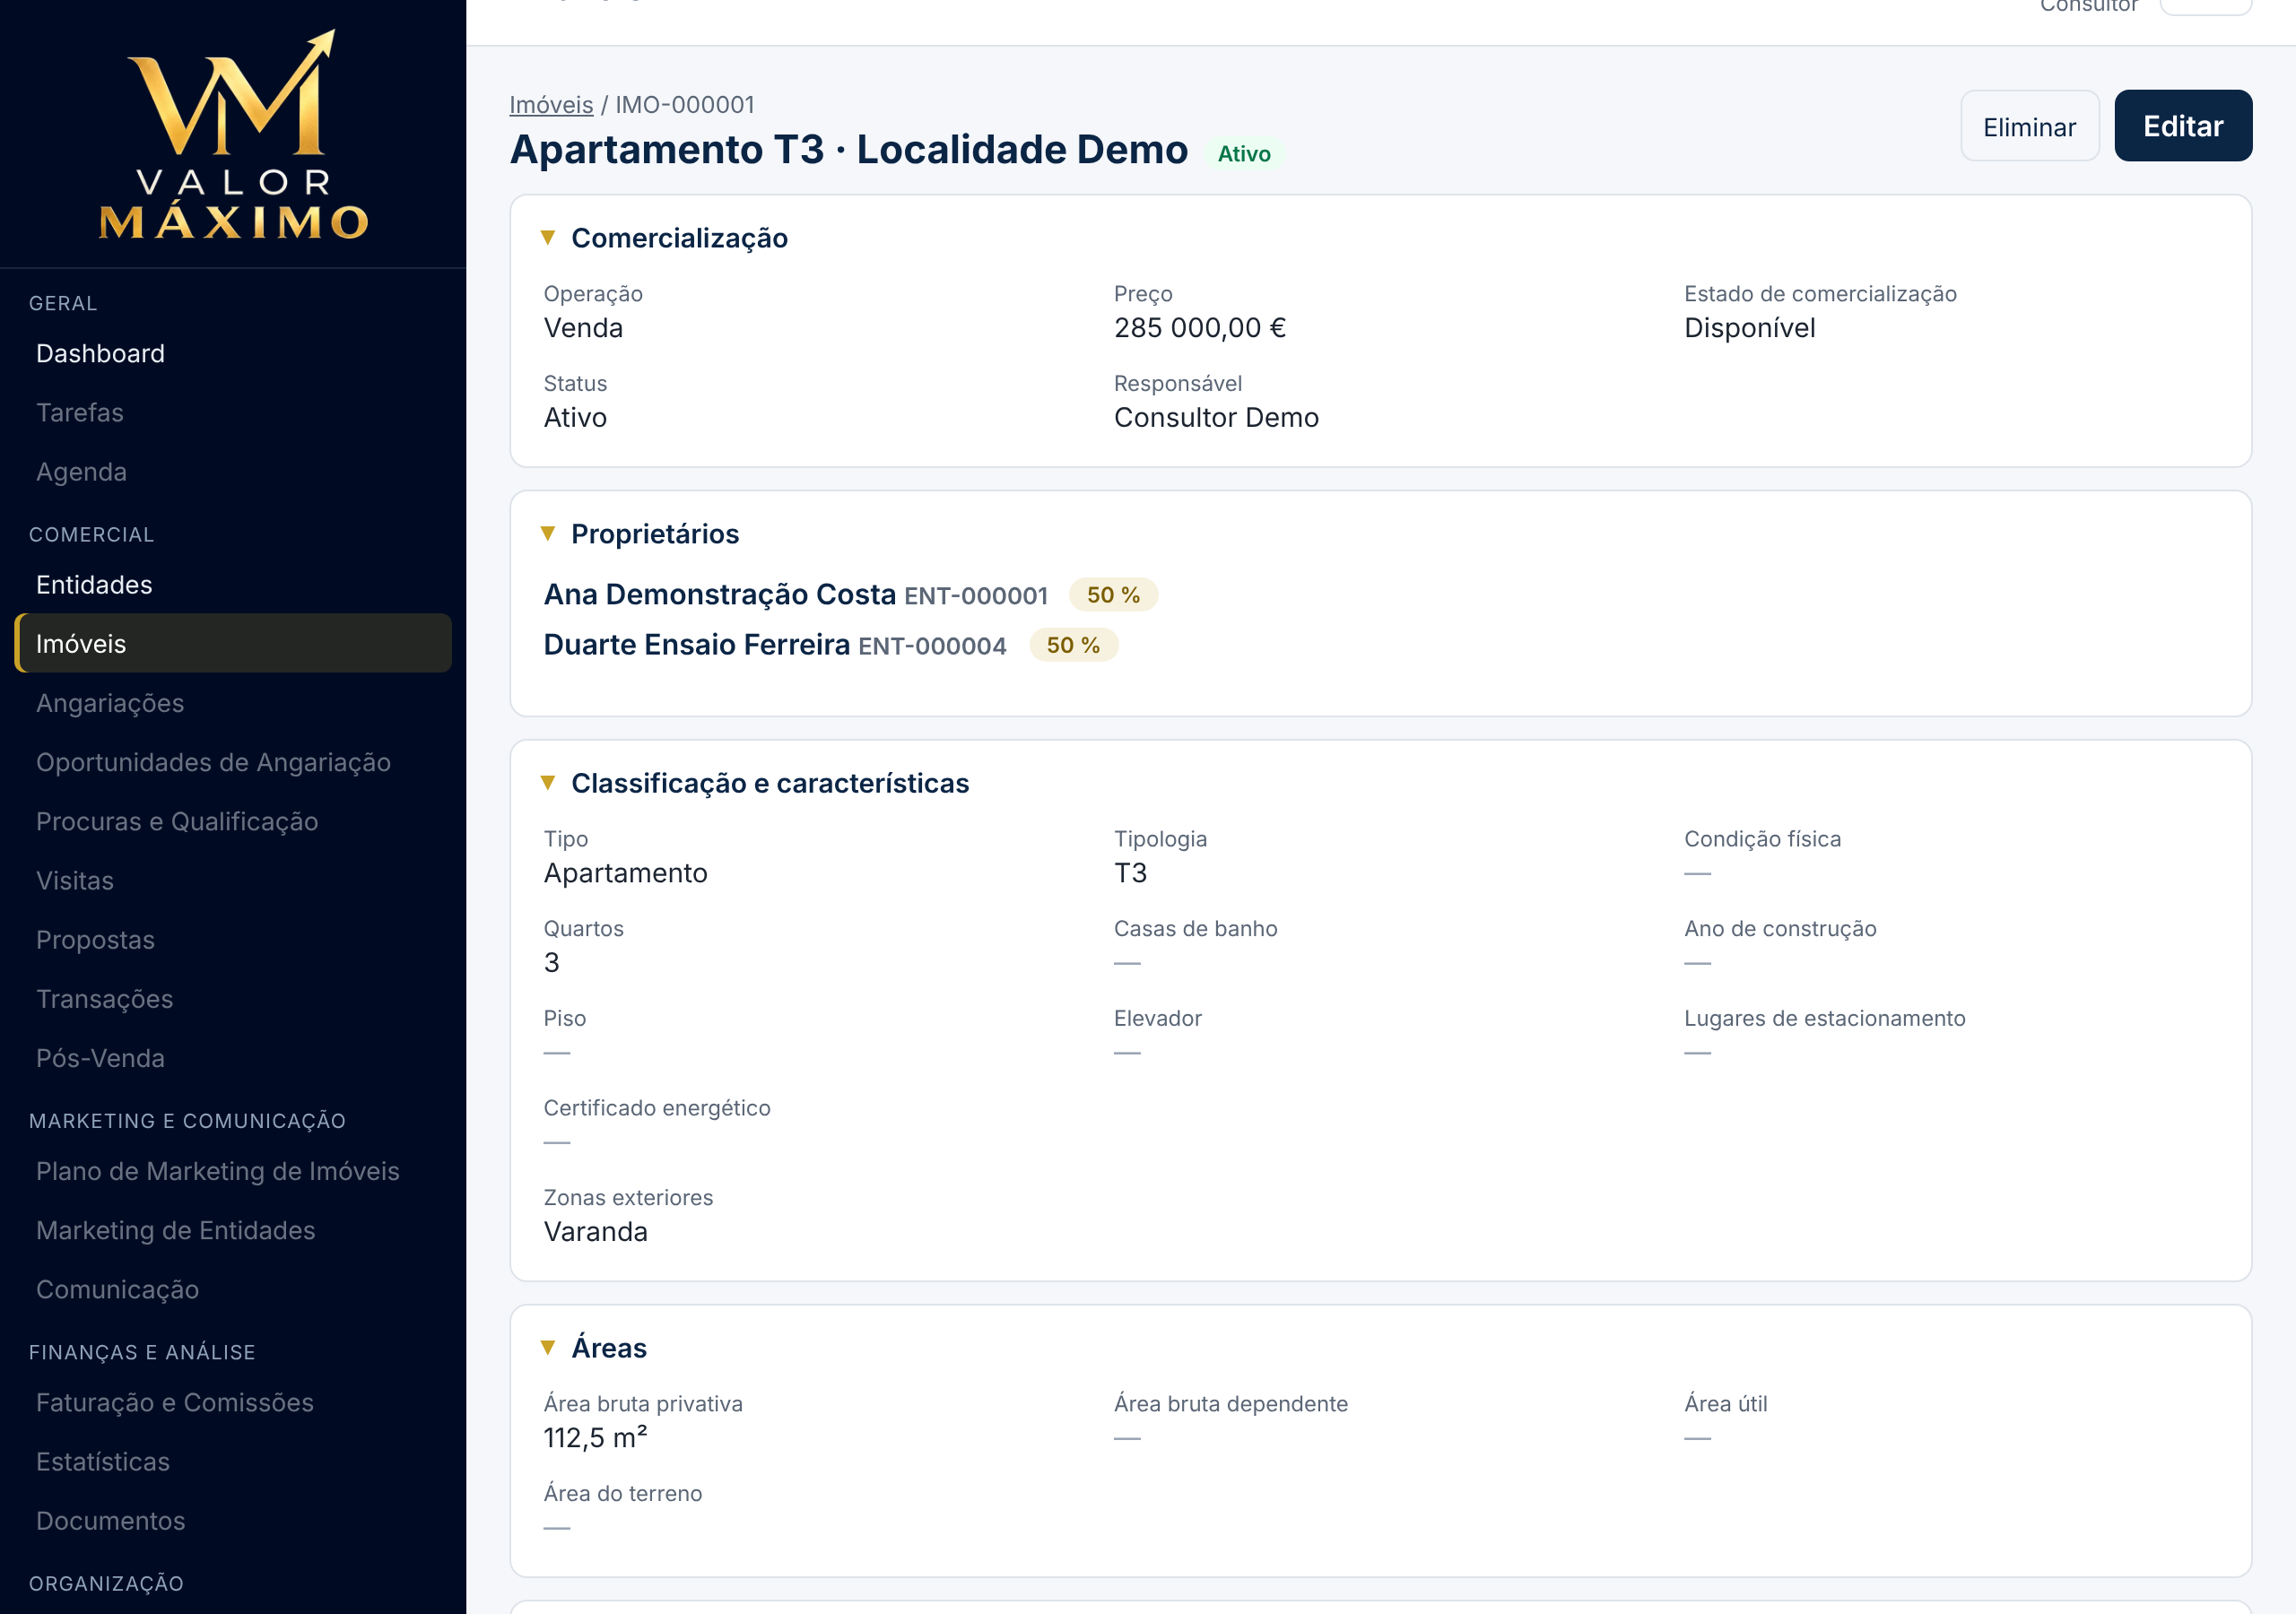 VM
VALOR
MÁXIMO
GERAL
Dashboard
Tarefas
Agenda
COMERCIAL
Entidades
Imóveis
Angariações
Oportunidades de Angariação
Procuras e Qualificação
Visitas
Propostas
Transações
Pós-Venda
MARKETING E COMUNICAÇÃO
Plano de Marketing de Imóveis
Marketing de Entidades
Comunicação
FINANÇAS E ANÁLISE
Faturação e Comissões
Estatísticas
Documentos
ORGANIZAÇÃO
Consultor
Imóveis / IMO-000001
Apartamento T3 · Localidade Demo Ativo
Eliminar
Editar
▼ Comercialização
Operação
Venda
Preço
285 000,00 €
Estado de comercialização
Disponível
Status
Ativo
Responsável
Consultor Demo
▼ Proprietários
Ana Demonstração Costa ENT-000001 50 %
Duarte Ensaio Ferreira ENT-000004 50 %
▼ Classificação e características
Tipo
Apartamento
Tipologia
T3
Condição física
—
Quartos
3
Casas de banho
—
Ano de construção
—
Piso
—
Elevador
—
Lugares de estacionamento
—
Certificado energético
—
Zonas exteriores
Varanda
▼ Áreas
Área bruta privativa
112,5 m²
Área bruta dependente
—
Área útil
—
Área do terreno
—